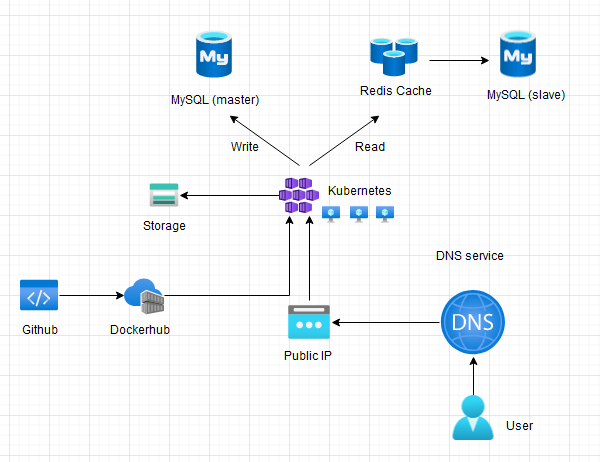 My
My
MySQL (master)
Redis Cache
MySQL (slave)
Write
Read
Kubernetes
Storage
DNS service
Github
Dockerhub
Public IP
DNS
User